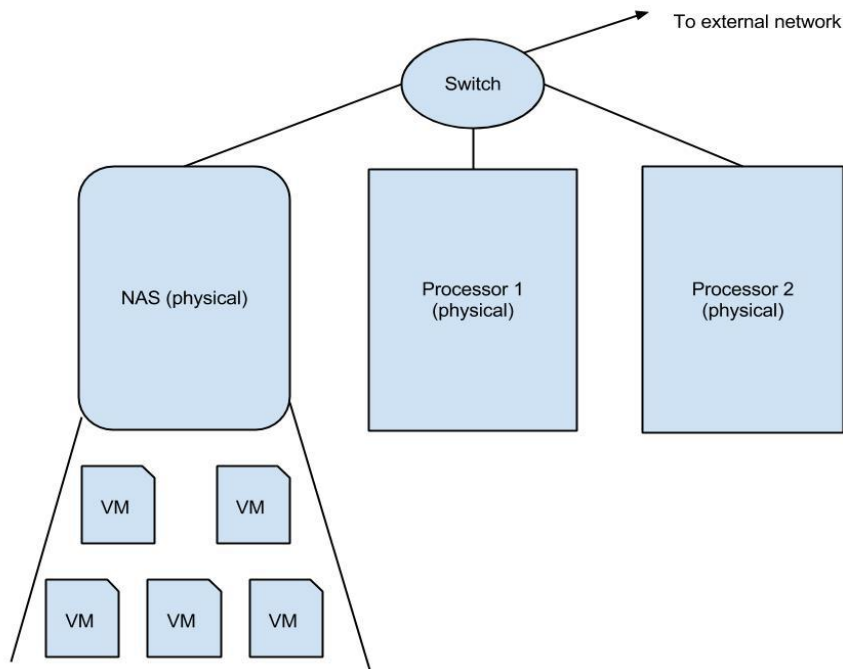 To external network
Switch
NAS (physical)
Processor 1
(physical)
Processor 2
(physical)
VM
VM
VM
VM
VM